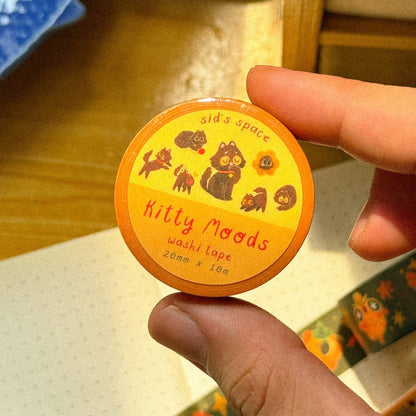 sid's space
Kitty Moods
washi tape
20mm x 10m